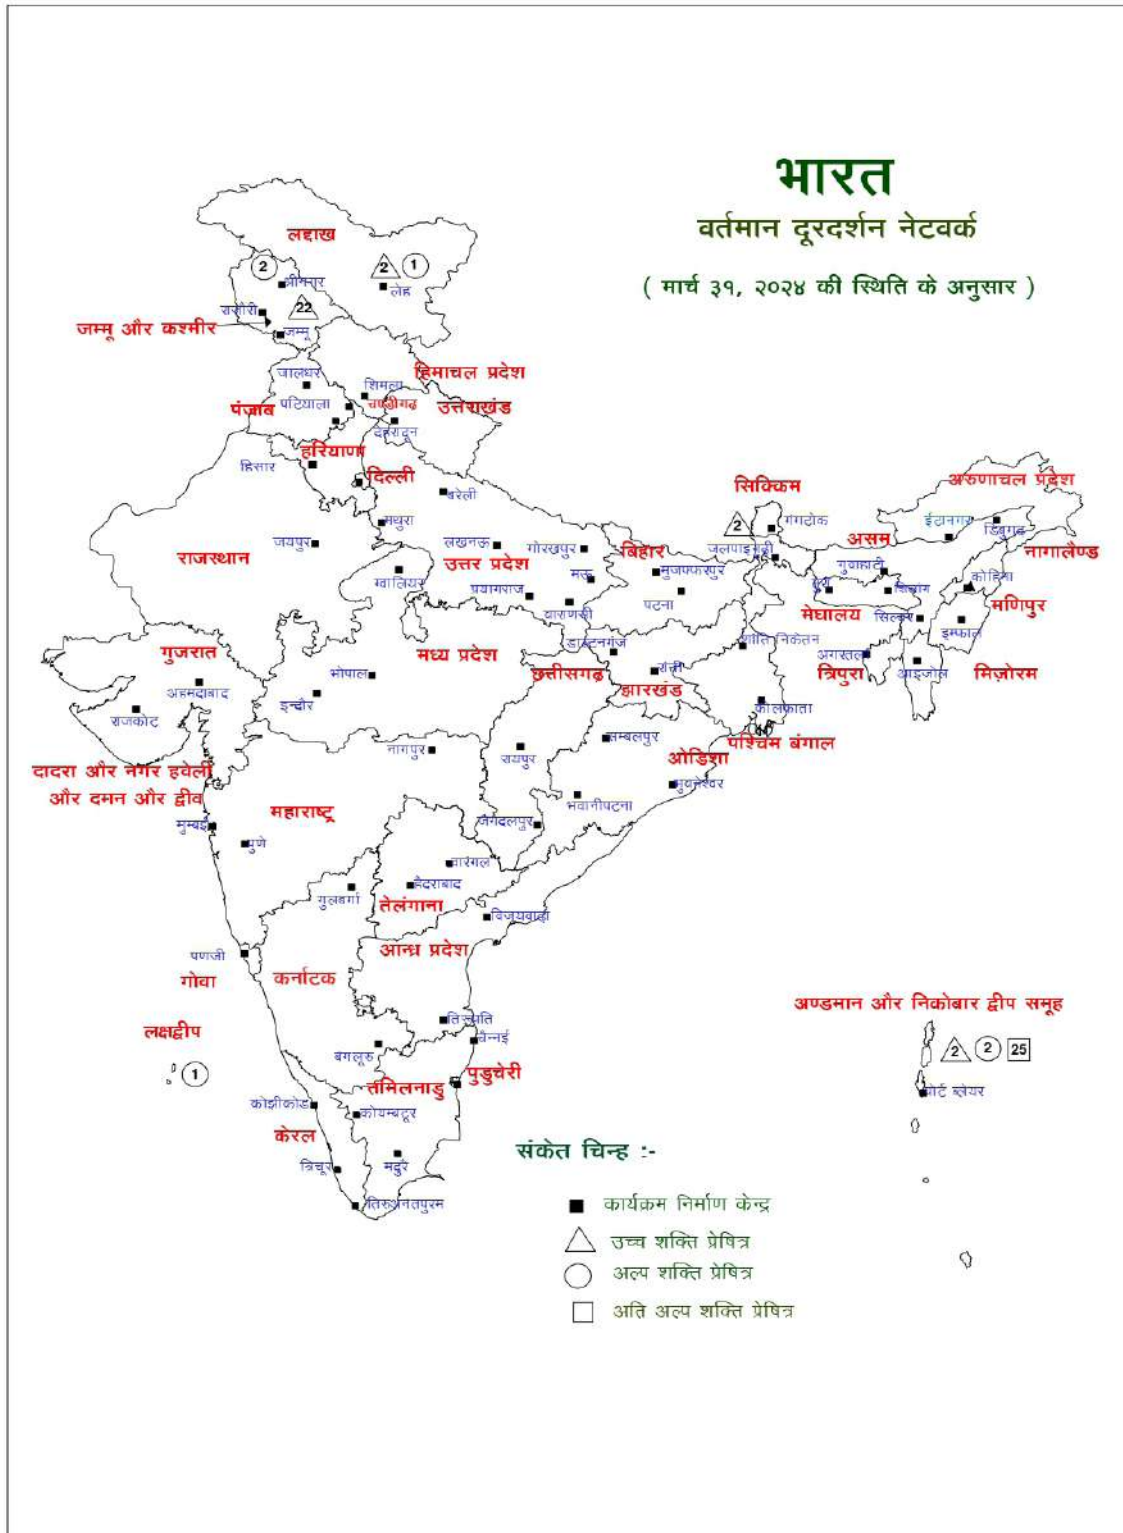 भारत
वर्तमान दूरदर्शन नेटवर्क
( मार्च ३१, २०२४ की स्थिति के अनुसार )
लद्दाख
2
2
1
श्रीनगर
लेह
राजौरी
22
जम्मू और कश्मीर
जम्मू
हिमाचल प्रदेश
जालंधर
शिमला
पंजाब
पटियाला
चण्डीगढ़
उत्तराखंड
देहरादून
हरियाणा
हिसार
दिल्ली
बरेली
सिक्किम
अरुणाचल प्रदेश
मथुरा
2
गंगटोक
ईटानगर
डिब्रुगढ़
राजस्थान
जयपुर
लखनऊ
गोरखपुर
बिहार
जलपाइगुड़ी
असम
नागालैण्ड
उत्तर प्रदेश
ग्वालियर
मऊ
मुजफ्फरपुर
गुवाहाटी
कोहिमा
प्रयागराज
वाराणसी
पटना
तुरा
शिलांग
मेघालय
सिल्चर
मणिपुर
इम्फाल
गुजरात
मध्य प्रदेश
डाल्टनगंज
शांति निकेतन
अगरतला
भोपाल
छत्तीसगढ़
रांची
झारखंड
त्रिपुरा
आइजोल
मिज़ोरम
अहमदाबाद
इन्दौर
राजकोट
कोलकाता
नागपुर
रायपुर
सम्बलपुर
पश्चिम बंगाल
ओडिशा
दादरा और नगर हवेली
और दमन और द्वीव
भुवनेश्वर
भवानीपटना
महाराष्ट्र
मुम्बई
जगदलपुर
पुणे
वारंगल
गुलबर्गा
हैदराबाद
तेलंगाना
विजयवाड़ा
पणजी
आन्ध्र प्रदेश
गोवा
कर्नाटक
अण्डमान और निकोबार द्वीप समूह
लक्षद्वीप
तिरुपति
चैन्नई
बंगलूरु
2
2
25
1
तमिलनाडु
पुडुचेरी
पोर्ट ब्लेयर
कोझीकोड
कोयम्बटूर
केरल
त्रिचूर
मदुरै
तिरुअनंतपुरम
संकेत चिन्ह :-
कार्यक्रम निर्माण केन्द्र
उच्च शक्ति प्रेषित्र
अल्प शक्ति प्रेषित्र
अति अल्प शक्ति प्रेषित्र